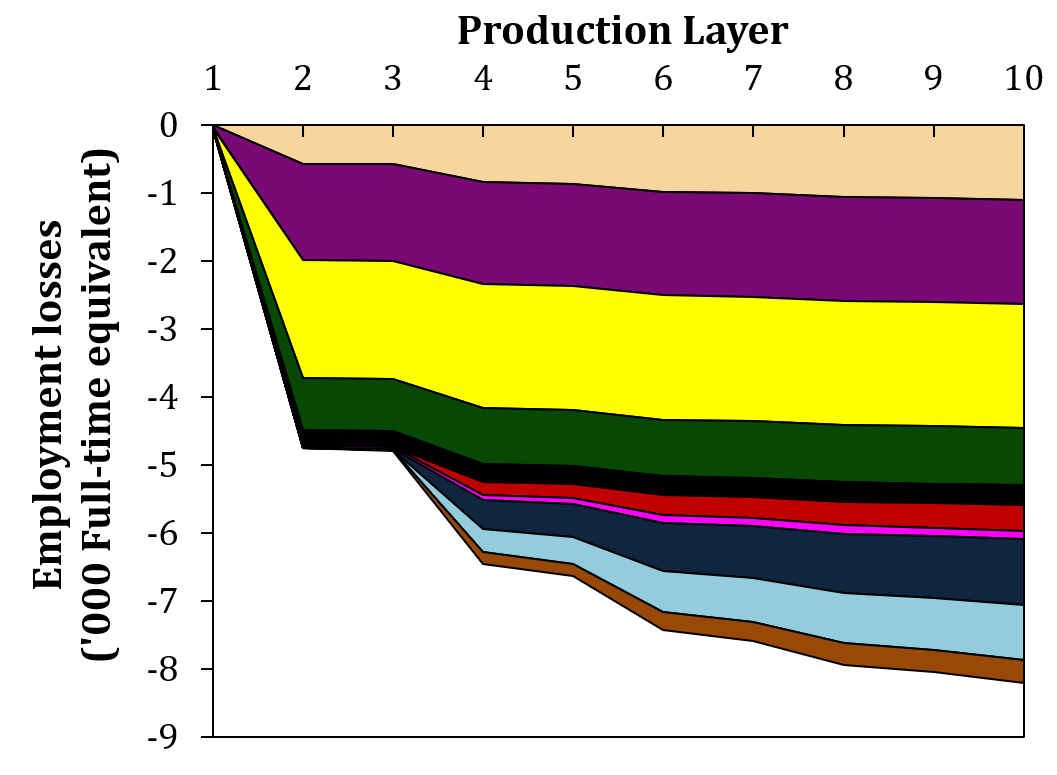 Production Layer
1 2 3 4 5 6 7 8 9 10
0
-1
-2
-3
-4
-5
-6
-7
-8
-9
Employment losses
('000 Full-time equivalent)